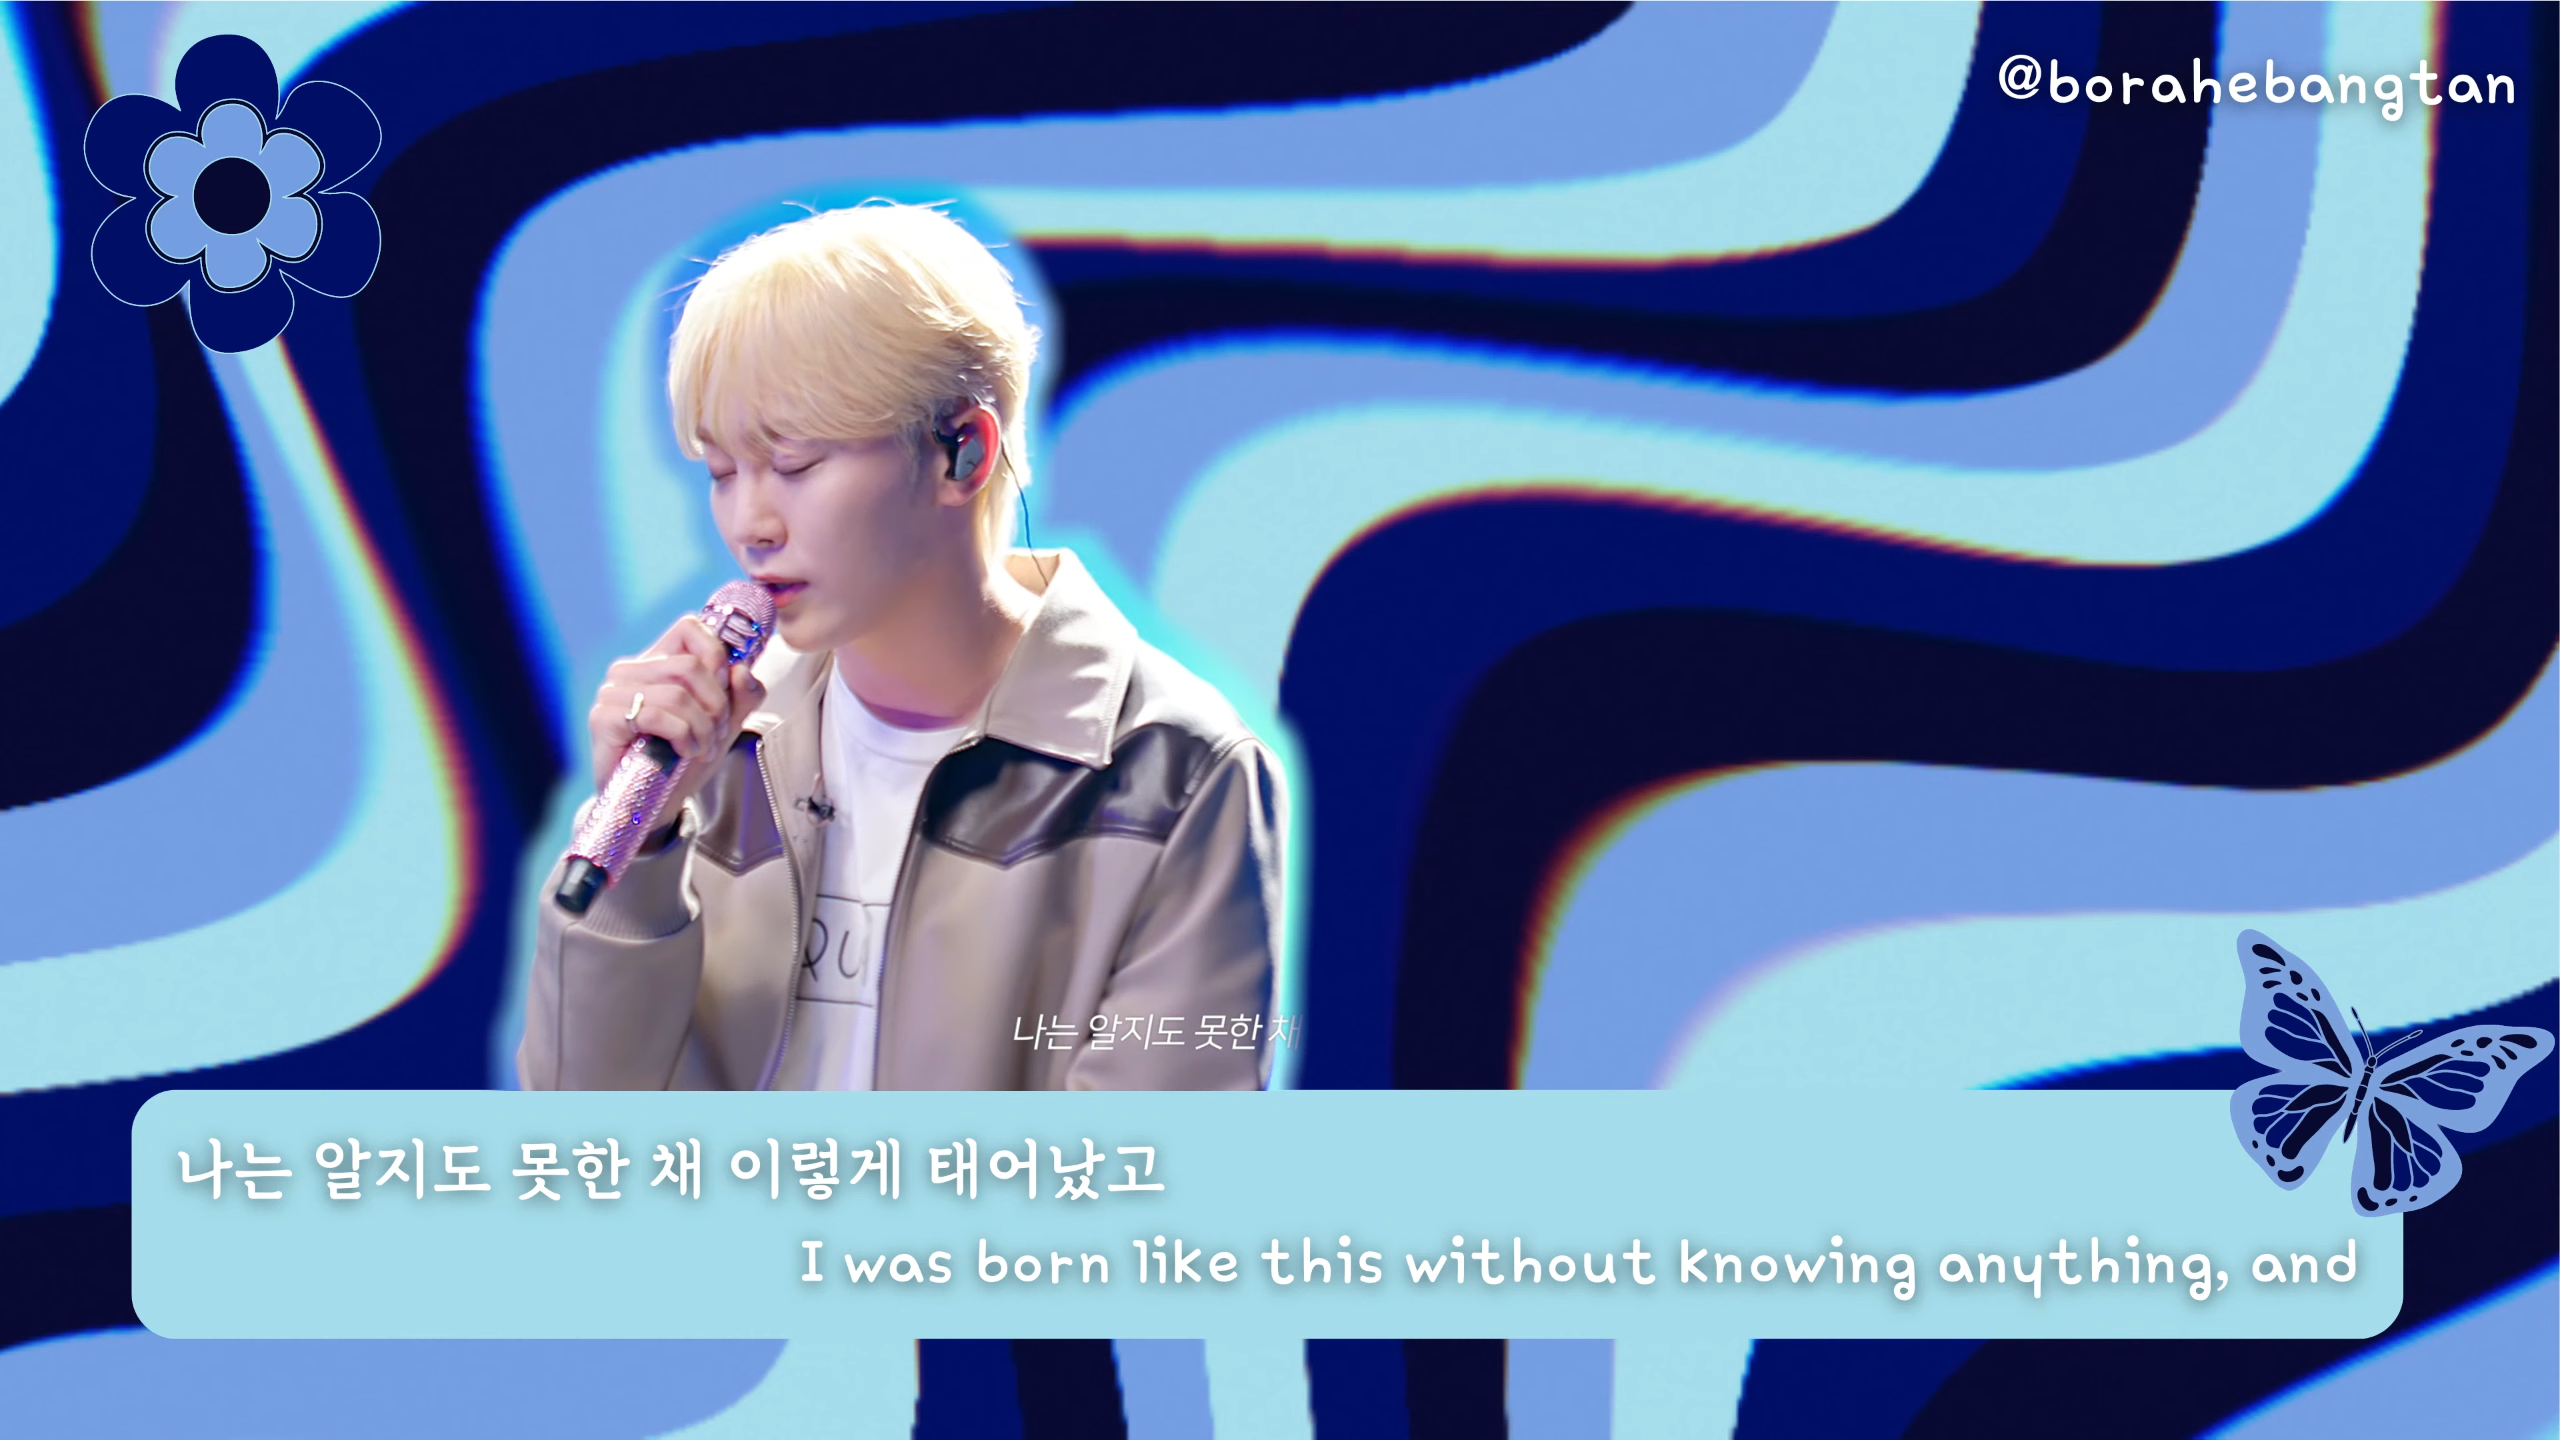 @borahebangtan
QU
나는 알지도 못한 채
나는 알지도 못한 채 이렇게 태어났고
I was born like this without knowing anything, and